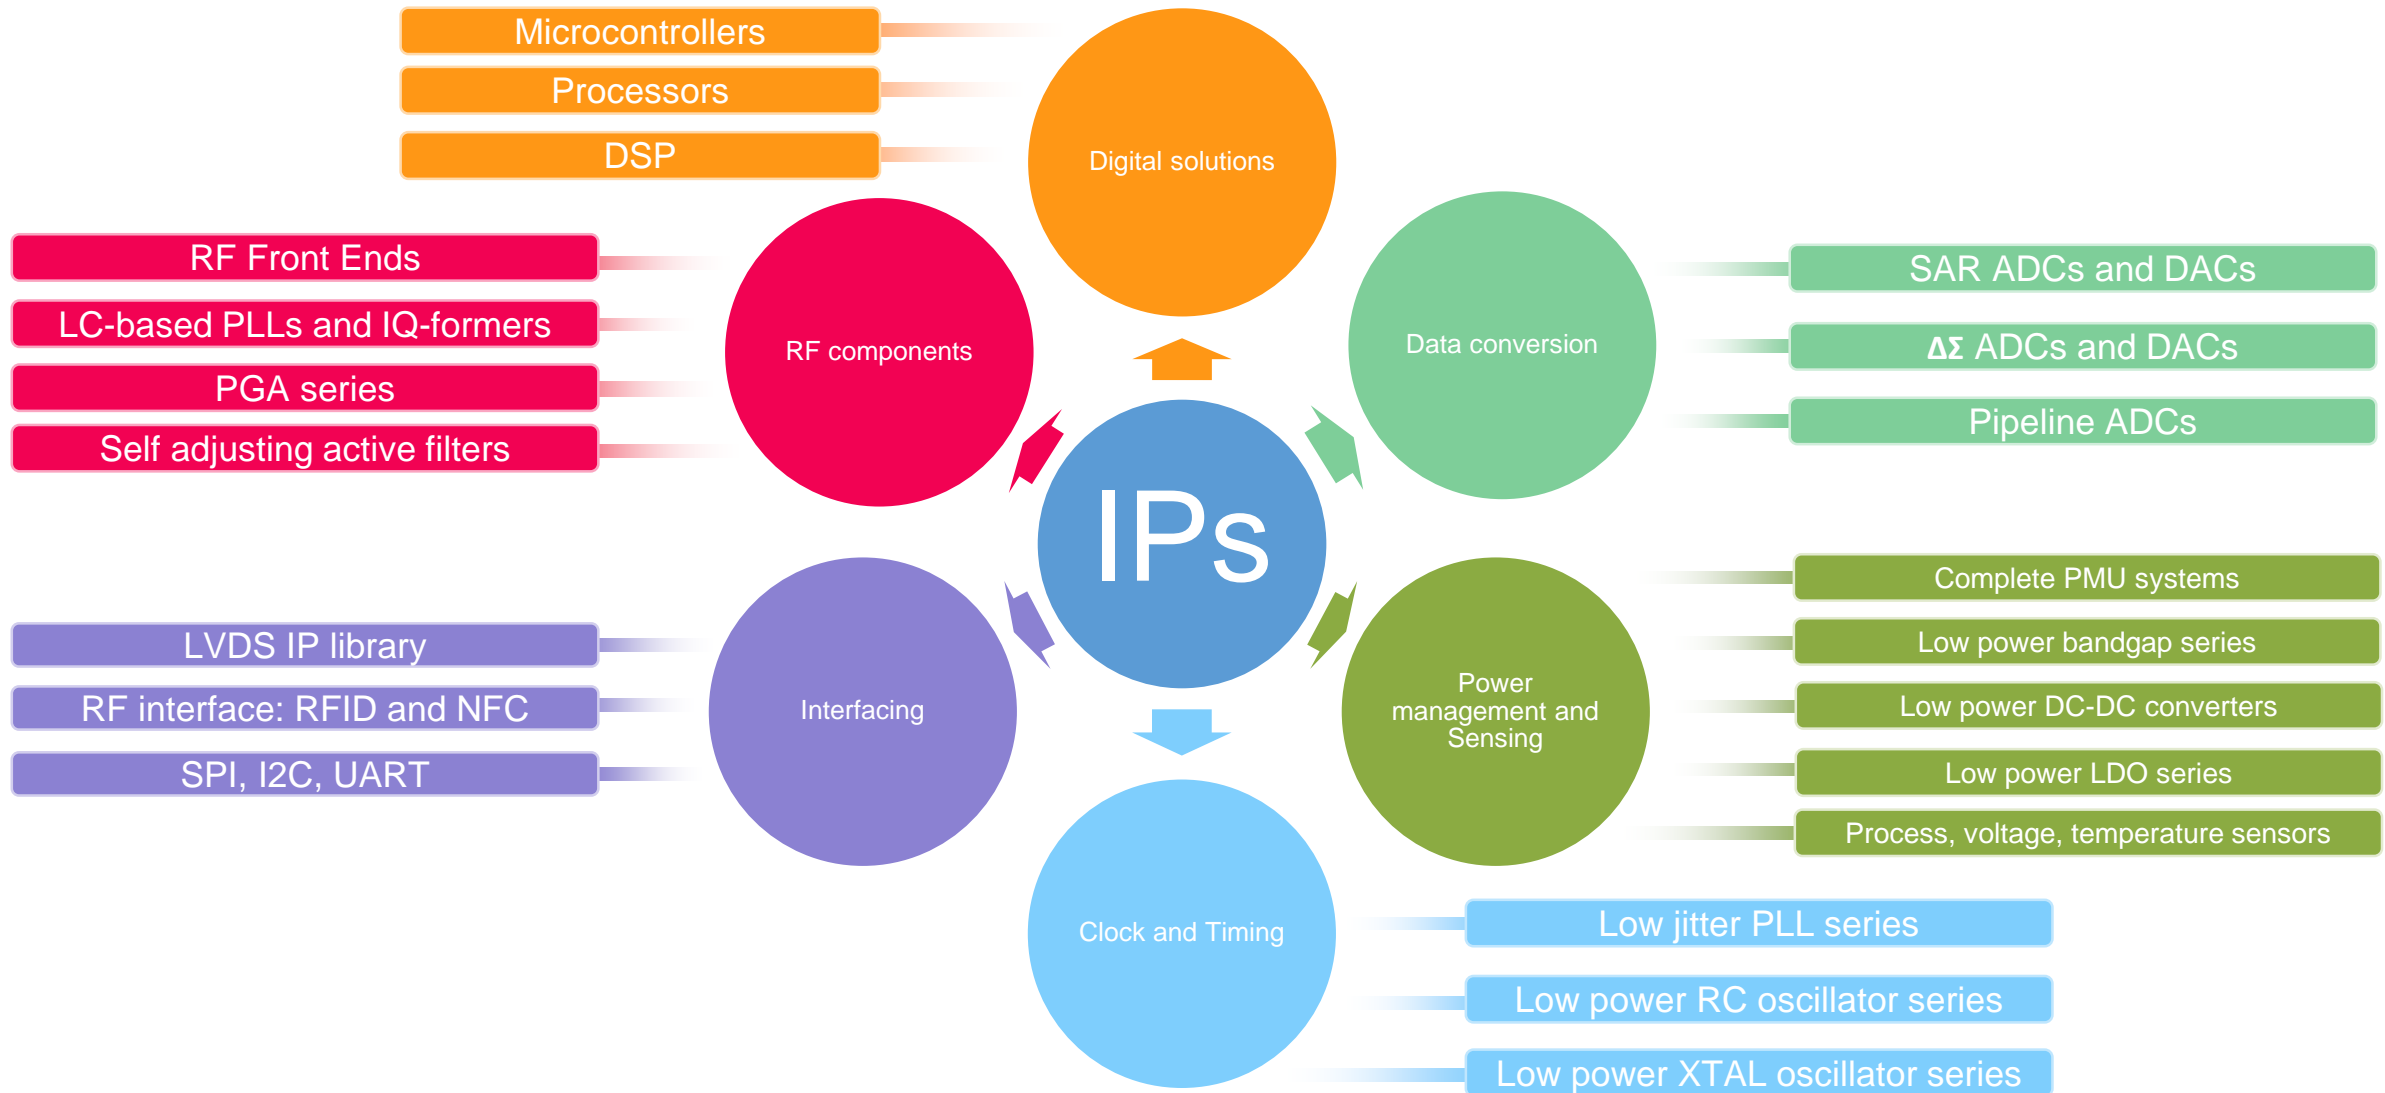 Microcontrollers
Processors
DSP
Digital solutions
RF Front Ends
LC-based PLLs and IQ-formers
PGA series
Self adjusting active filters
RF components
Data conversion
SAR ADCs and DACs
ΔΣ ADCs and DACs
Pipeline ADCs
IPs
LVDS IP library
RF interface: RFID and NFC
SPI, I2C, UART
Interfacing
Power
management and
Sensing
Complete PMU systems
Low power bandgap series
Low power DC-DC converters
Low power LDO series
Process, voltage, temperature sensors
Clock and Timing
Low jitter PLL series
Low power RC oscillator series
Low power XTAL oscillator series